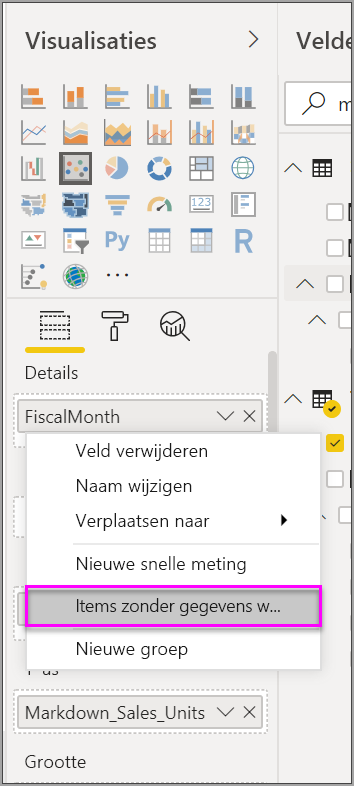 Visualisaties
Velde
m
123
Py
R
Details
FiscalMonth
Veld verwijderen
Naam wijzigen
Verplaatsen naar
Nieuwe snelle meting
Items zonder gegevens w...
Nieuwe groep
Markdown_Sales_Units
Grootte